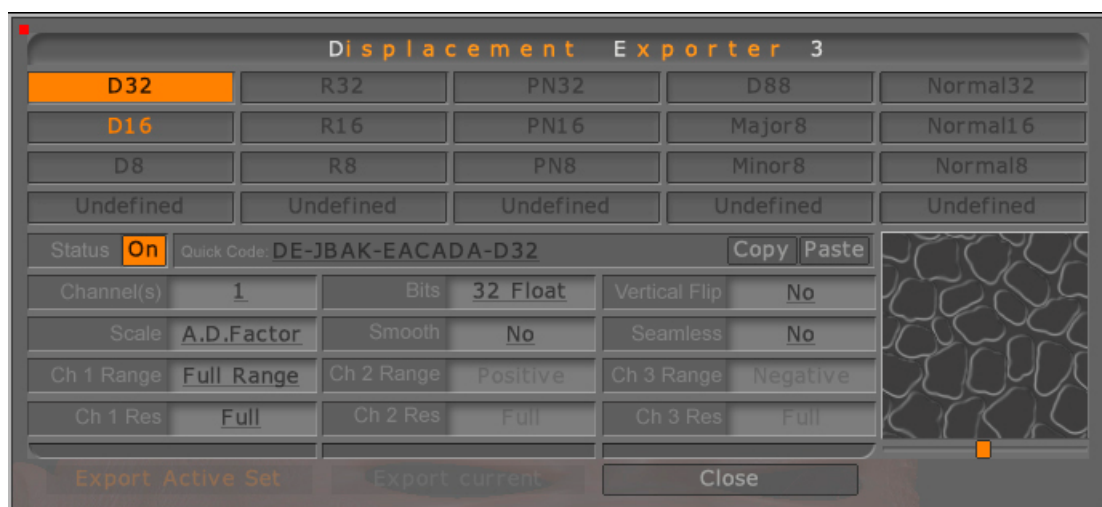 Displacement Exporter 3
D32 R32 PN32 D88 Normal32
D16 R16 PN16 Major8 Normal16
D8 R8 PN8 Minor8 Normal8
Undefined Undefined Undefined Undefined Undefined
Status On Quick Code: DE-JBAK-EACADA-D32 Copy Paste
Channel(s) 1 Bits 32 Float Vertical Flip No
Scale A.D.Factor Smooth No Seamless No
Ch 1 Range Full Range Ch 2 Range Positive Ch 3 Range Negative
Ch 1 Res Full Ch 2 Res Full Ch 3 Res Full
Export Active Set Export current Close